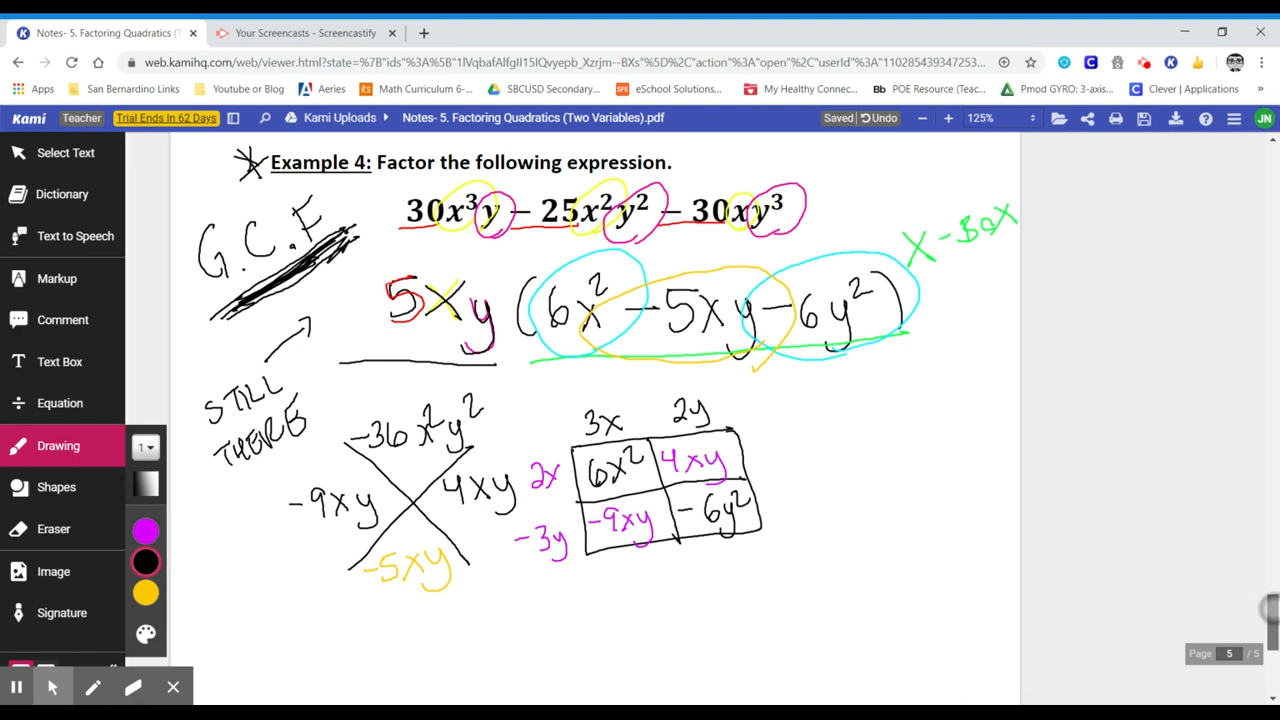 Notes- 5. Factoring Quadratics (T
Your Screencasts - Screencastify
web.kamihq.com/web/viewer.html?state=%7B"ids"%3A%5B"1lVqbafAlfgII15IQvyepb_Xzrjm--BXs"%5D%2C"action"%3A"open"%2C"userId"%3A"110285439347253...
Apps
San Bernardino Links
Youtube or Blog
Aeries
Math Curriculum 6-...
SBCUSD Secondary...
eSchool Solutions...
My Healthy Connec...
Bb POE Resource (Teac...
Pmod GYRO: 3-axis...
Clever | Applications
»
Kami
Teacher
Trial Ends In 62 Days
Kami Uploads
Notes- 5. Factoring Quadratics (Two Variables).pdf
Saved
Undo
125%
JN
Select Text
Dictionary
Text to Speech
Markup
Comment
Text Box
Equation
Drawing
Shapes
Eraser
Image
Signature
1
Example 4: Factor the following expression.
30x³y − 25x²y² − 30xy³
G.C.F
X -30x
5xy (6x² - 5xy - 6y²)
STILL
THERE
-36x²y²
-9xy 4xy
-5xy
3x 2y
2x 6x² 4xy
-3y -9xy -6y²
Page 5 / 5